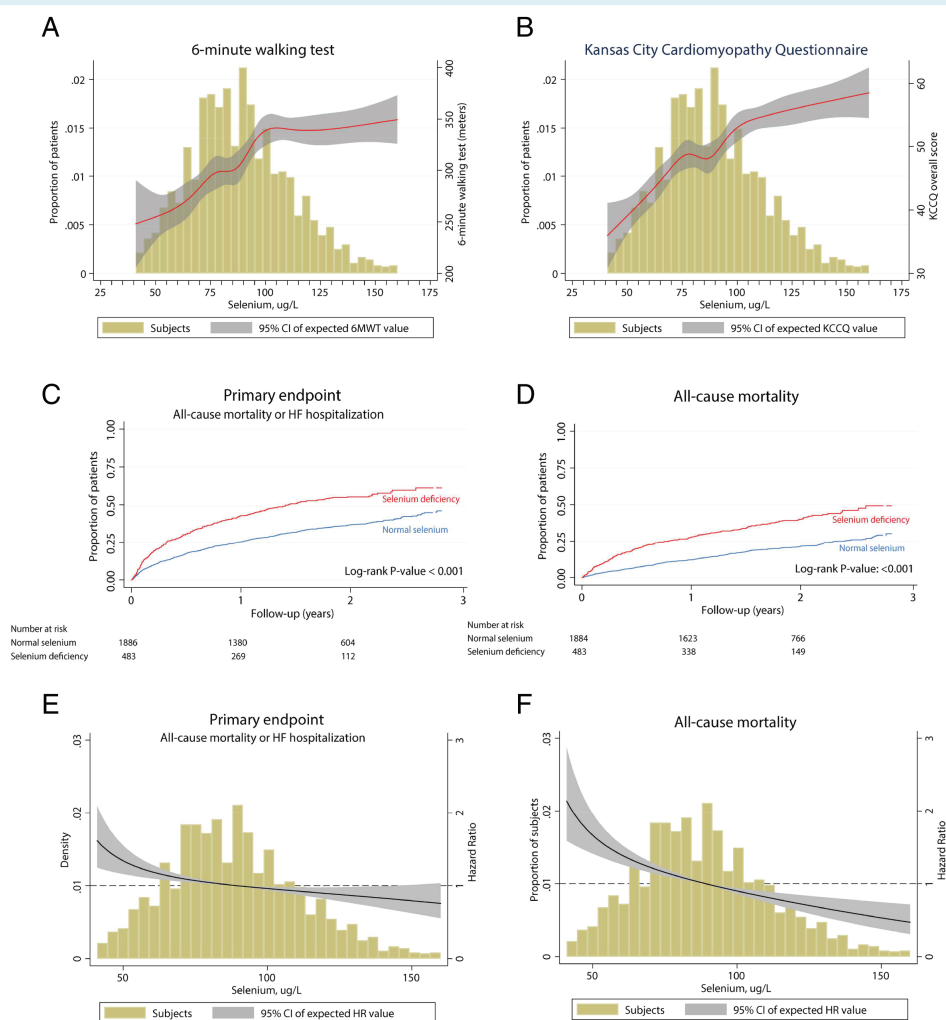 A
6-minute walking test
Proportion of patients
.02
.015
.01
.005
0
400
350
300
250
200
6-minute walking test (meters)
25 50 75 100 125 150 175
Selenium, ug/L
Subjects 95% CI of expected 6MWT value
B
Kansas City Cardiomyopathy Questionnaire
Proportion of patients
.02
.015
.01
.005
0
60
50
40
30
KCCQ overall score
25 50 75 100 125 150 175
Selenium, ug/L
Subjects 95% CI of expected KCCQ value
C
Primary endpoint
All-cause mortality or HF hospitalization
Proportion of patients
1.00
0.75
0.50
0.25
0.00
Selenium deficiency
Normal selenium
Log-rank P-value < 0.001
0 1 2 3
Follow-up (years)
Number at risk
Normal selenium 1886 1380 604
Selenium deficiency 483 269 112
D
All-cause mortality
Proportion of patients
1.00
0.75
0.50
0.25
0.00
Selenium deficiency
Normal selenium
Log-rank P-value: <0.001
0 1 2 3
Follow-up (years)
Number at risk
Normal selenium 1884 1623 766
Selenium deficiency 483 338 149
E
Primary endpoint
All-cause mortality or HF hospitalization
Density
.03
.02
.01
0
3
2
1
0
Hazard Ratio
50 100 150
Selenium, ug/L
Subjects 95% CI of expected HR value
F
All-cause mortality
Proportion of subjects
.03
.02
.01
0
3
2
1
0
Hazard Ratio
50 100 150
Selenium, ug/L
Subjects 95% CI of expected HR value